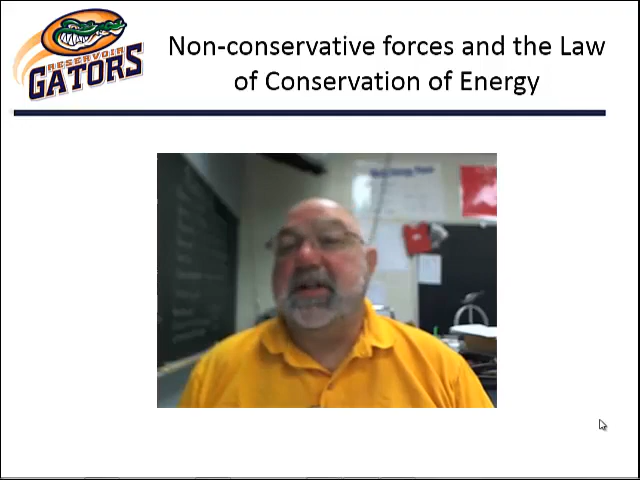 RESERVOIR
GATORS
Non-conservative forces and the Law
of Conservation of Energy